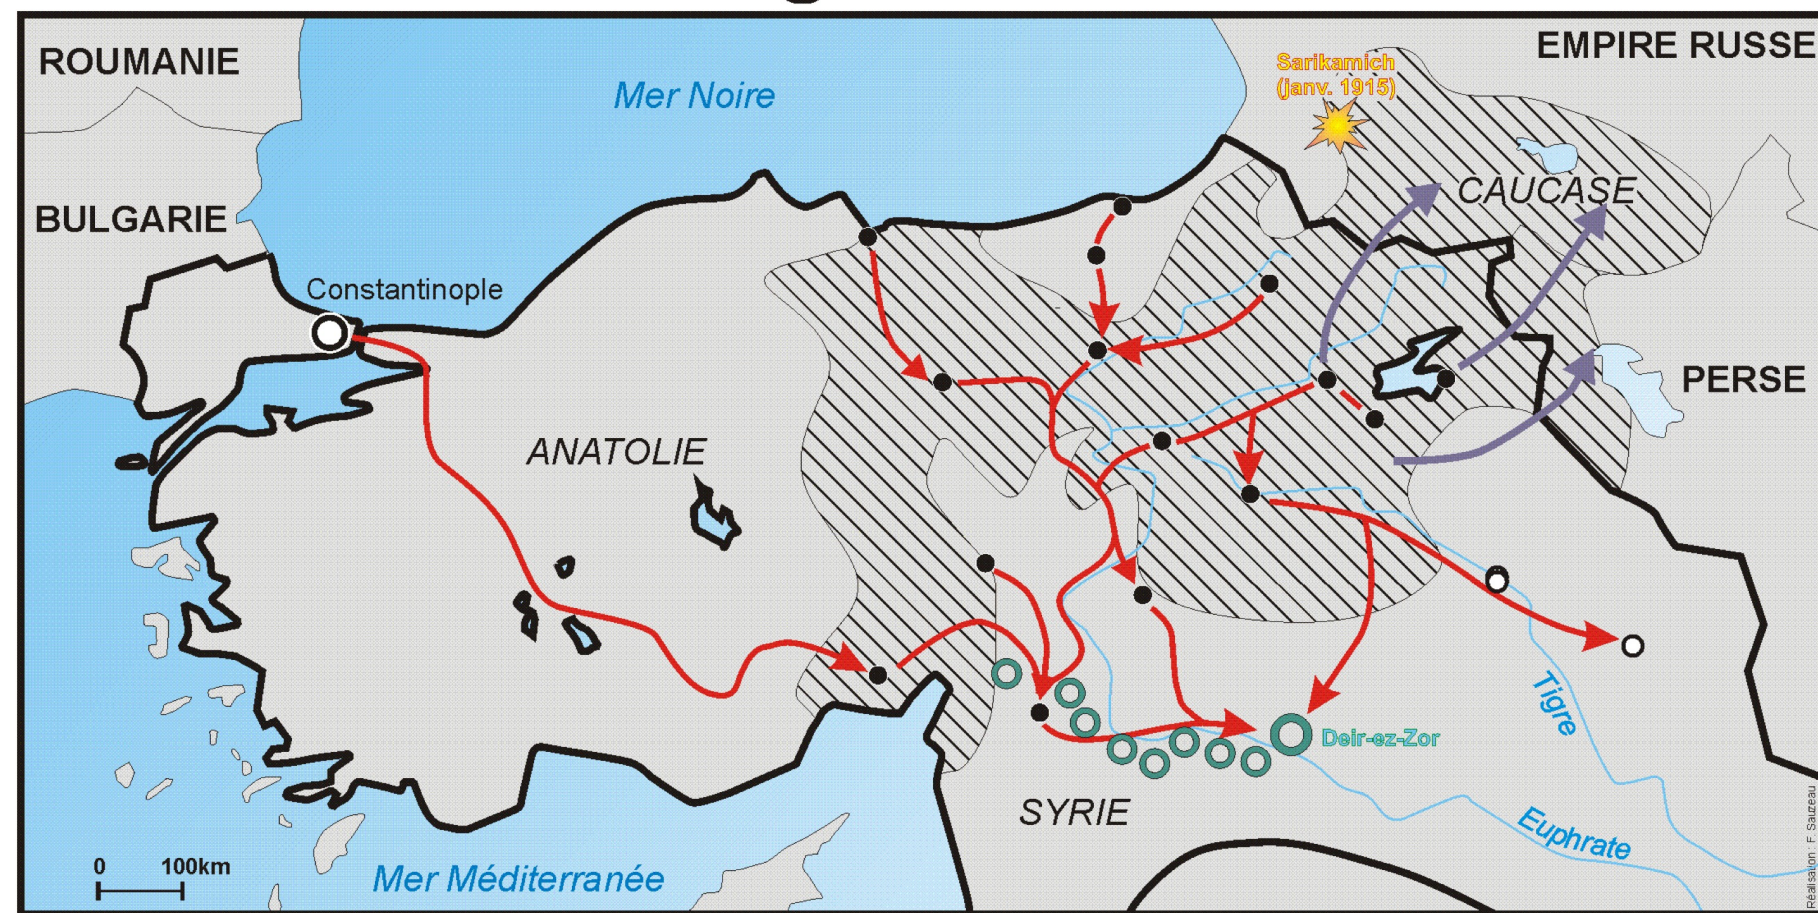 ROUMANIE
EMPIRE RUSSE
Sarikamich
(janv. 1915)
Mer Noire
CAUCASE
BULGARIE
Constantinople
PERSE
ANATOLIE
Tigre
Deir-ez-Zor
SYRIE
Euphrate
0 100km
Mer Méditerranée
Réalisation : F. Sauzeau